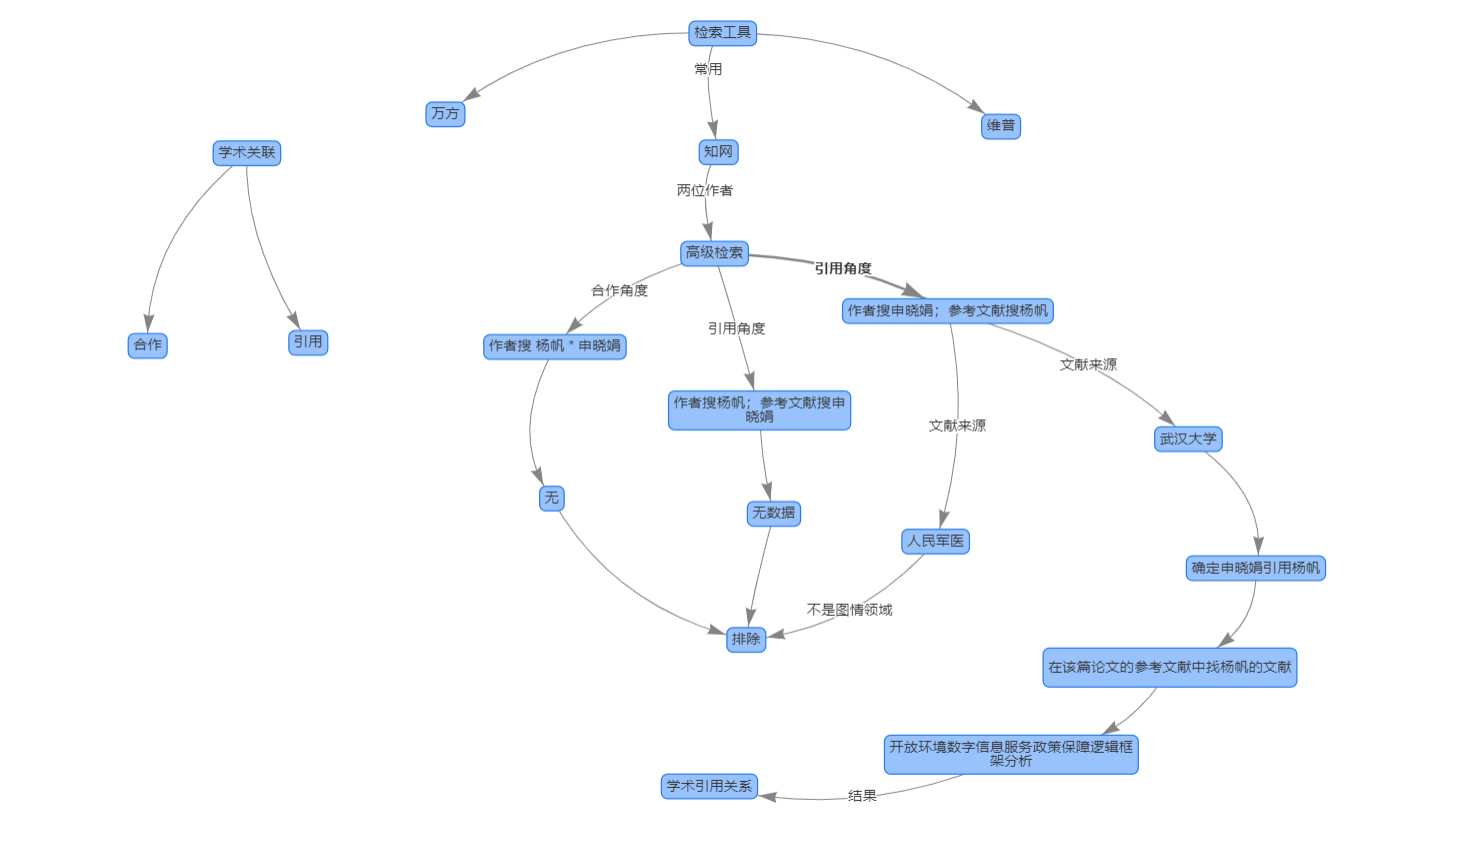 检索工具
常用
万方
维普
知网
学术关联
两位作者
高级检索
引用角度
合作角度
作者搜申晓娟；参考文献搜杨帆
引用角度
合作
引用
作者搜 杨帆 * 申晓娟
文献来源
作者搜杨帆；参考文献搜申
晓娟
文献来源
武汉大学
无
无数据
人民军医
确定申晓娟引用杨帆
不是图情领域
排除
在该篇论文的参考文献中找杨帆的文献
开放环境数字信息服务政策保障逻辑框
架分析
学术引用关系
结果